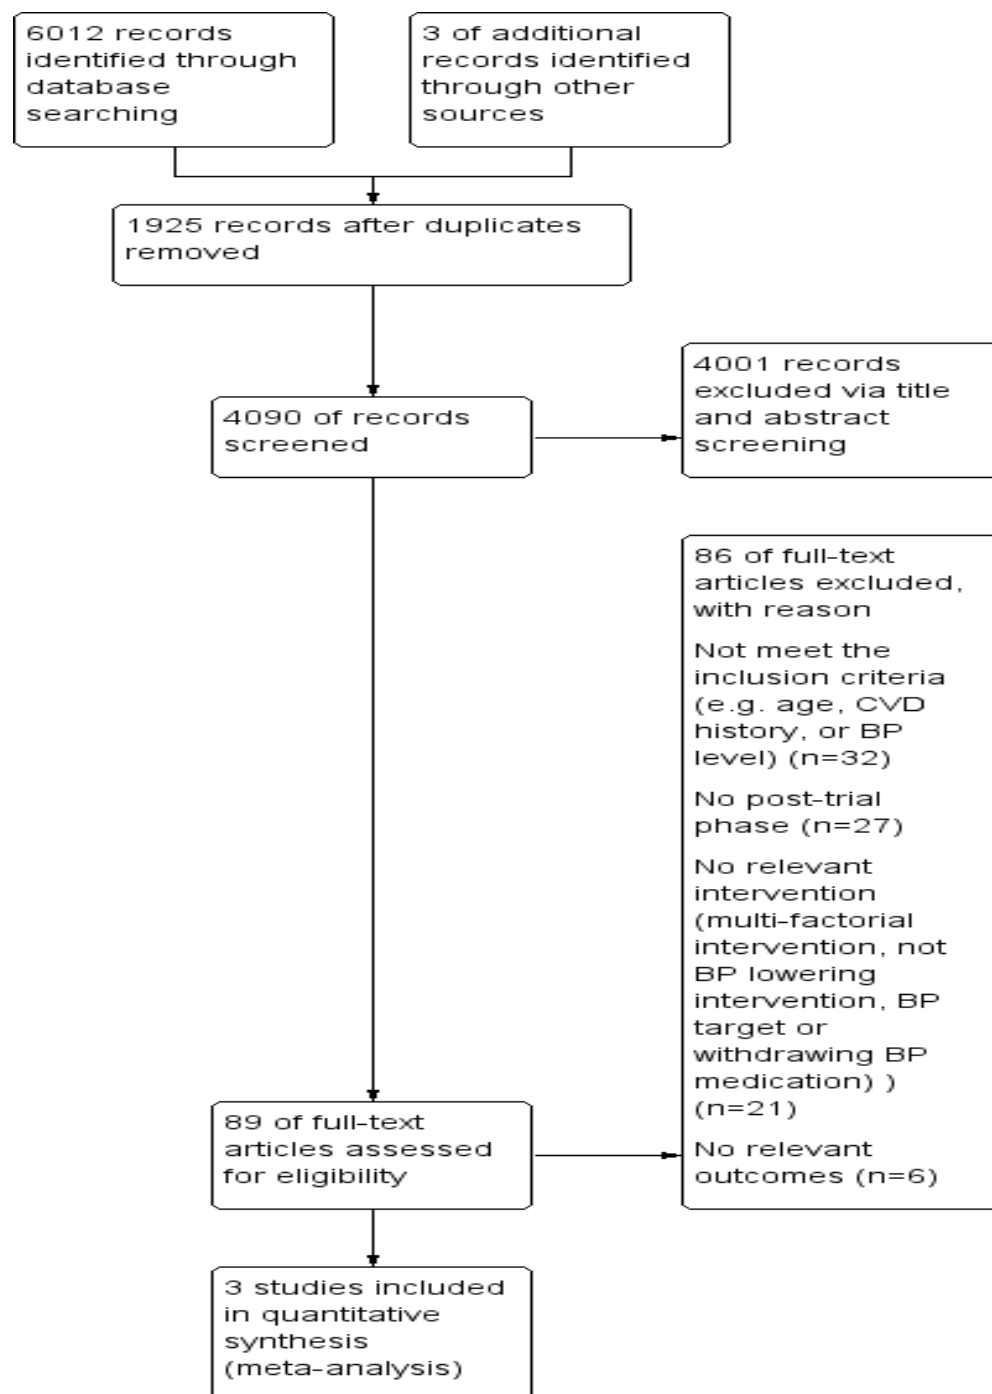 6012 records
identified through
database
searching
3 of additional
records identified
through other
sources
1925 records after duplicates
removed
4090 of records
screened
4001 records
excluded via title
and abstract
screening
86 of full-text
articles excluded,
with reason
Not meet the
inclusion criteria
(e.g. age, CVD
history, or BP
level) (n=32)
No post-trial
phase (n=27)
No relevant
intervention
(multi-factorial
intervention, not
BP lowering
intervention, BP
target or
withdrawing BP
medication) )
(n=21)
No relevant
outcomes (n=6)
89 of full-text
articles assessed
for eligibility
3 studies included
in quantitative
synthesis
(meta-analysis)